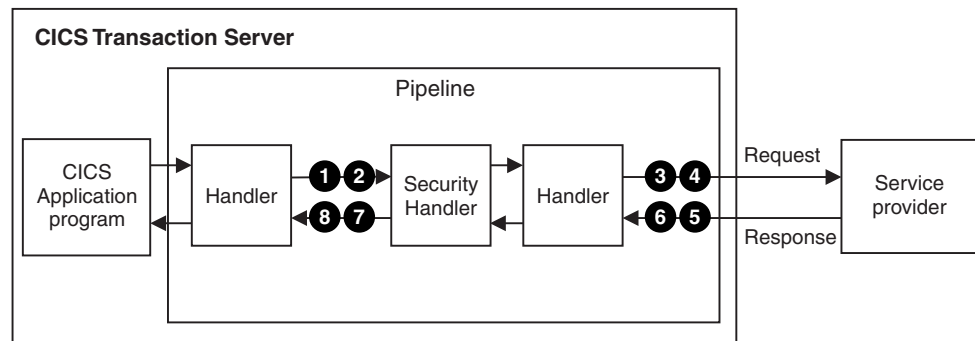 CICS Transaction Server
Pipeline
CICS
Application
program
Handler
1 2
8 7
Security
Handler
Handler
3 4
6 5
Request
Response
Service
provider